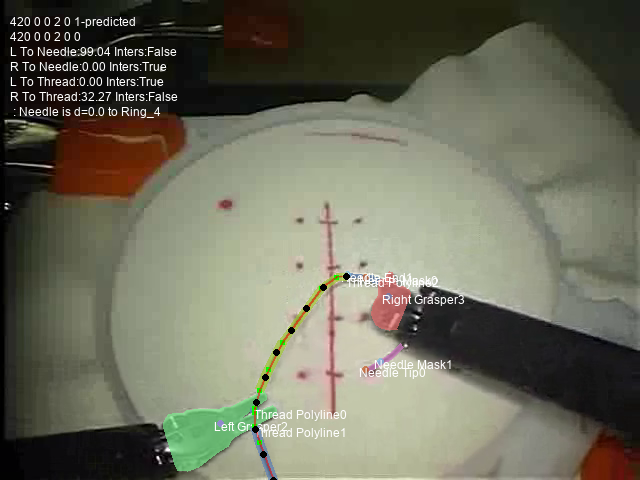 420 0 0 2 0 1-predicted
420 0 0 2 0 0
L To Needle:99.04 Inters:False
R To Needle:0.00 Inters:True
L To Thread:0.00 Inters:True
R To Thread:32.27 Inters:False
: Needle is d=0.0 to Ring_4
Thread Polyline2
Right Grasper3
Needle Mask1
Needle Tip0
Thread Polyline0
Left Grasper2
Thread Polyline1